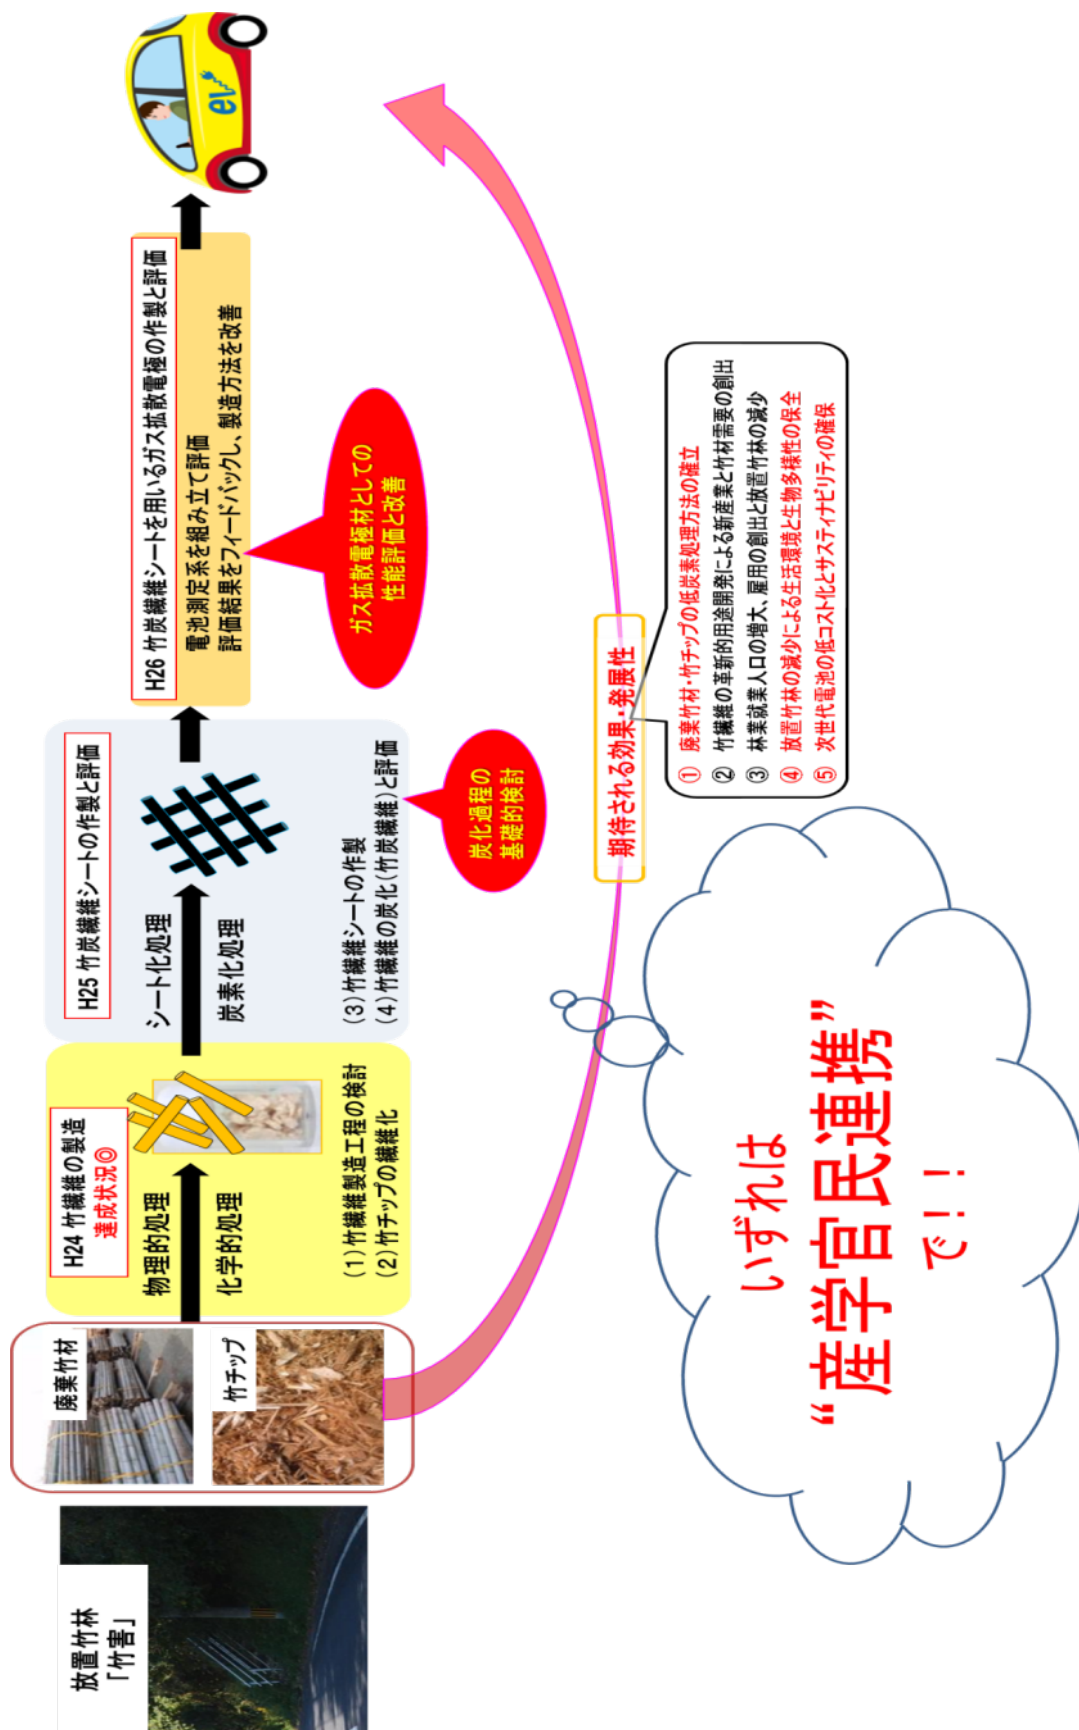 放置竹林
「竹害」
廃棄竹材
竹チップ
H24 竹繊維の製造
達成状況◎
物理的処理
化学的処理
(1)竹繊維製造工程の検討
(2)竹チップの繊維化
H25 竹炭繊維シートの作製と評価
シート化処理
炭素化処理
(3)竹繊維シートの作製
(4)竹繊維の炭化(竹炭繊維)と評価
炭化過程の
基礎的検討
H26 竹炭繊維シートを用いるガス拡散電極の作製と評価
電池測定系を組み立て評価
評価結果をフィードバックし、製造方法を改善
ガス拡散電極材としての
性能評価と改善
ev
期待される効果・発展性
① 廃棄竹材・竹チップの低炭素処理方法の確立
② 竹繊維の革新的用途開発による新産業と竹材需要の創出
③ 林業就業人口の増大、雇用の創出と放置竹林の減少
④ 放置竹林の減少による生活環境と生物多様性の保全
⑤ 次世代電池の低コスト化とサスティナビリティの確保
いずれは
“産学官民連携”
で！！